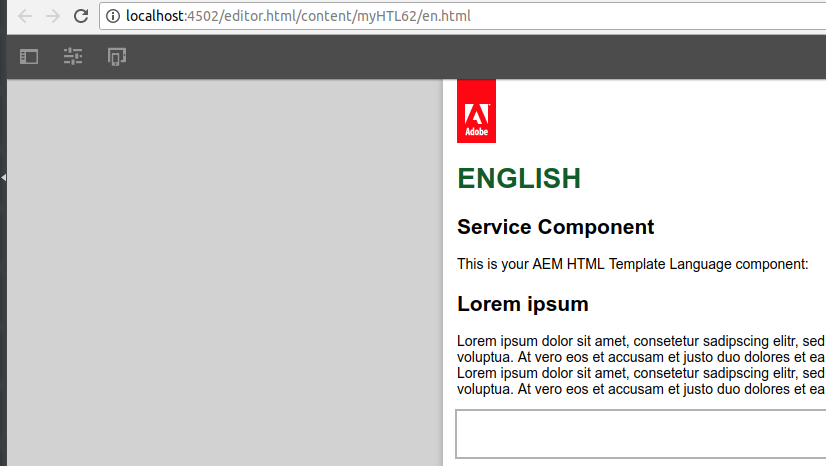 localhost:4502/editor.html/content/myHTL62/en.html
Adobe
ENGLISH
Service Component
This is your AEM HTML Template Language component:
Lorem ipsum
Lorem ipsum dolor sit amet, consetetur sadipscing elitr, sed
voluptua. At vero eos et accusam et justo duo dolores et ea
Lorem ipsum dolor sit amet, consetetur sadipscing elitr, sed
voluptua. At vero eos et accusam et justo duo dolores et ea